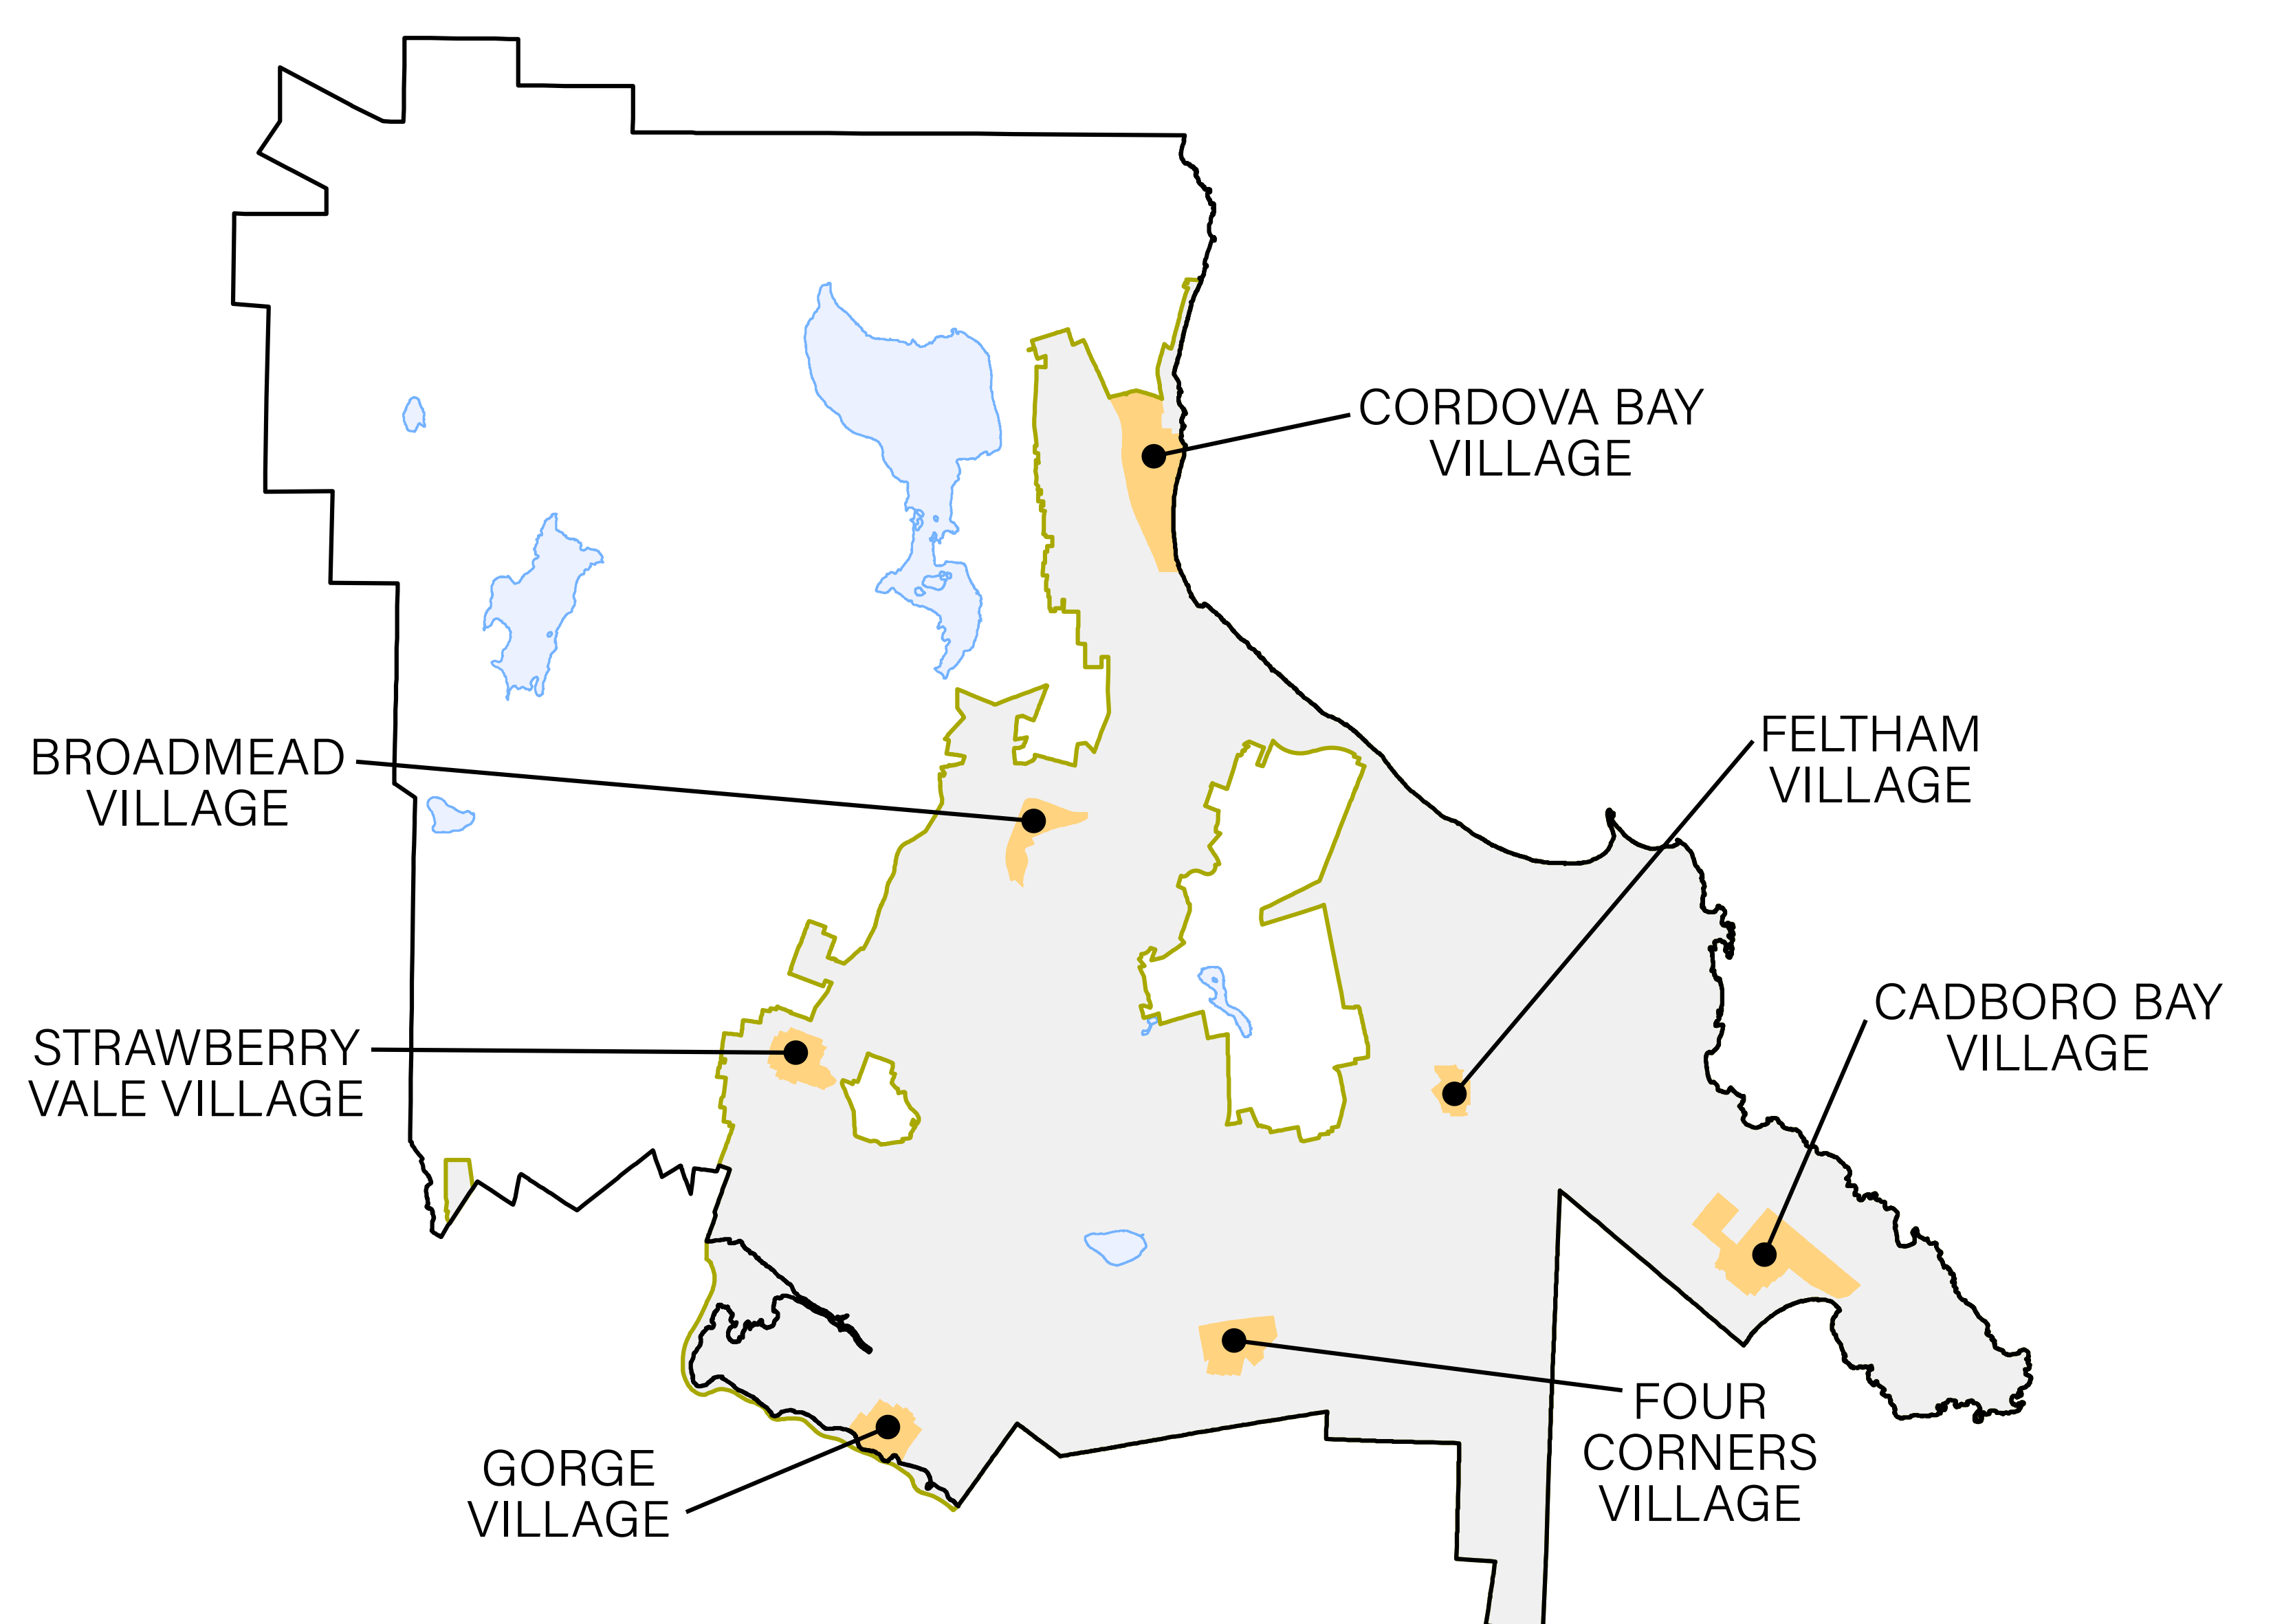 CORDOVA BAY
VILLAGE
FELTHAM
VILLAGE
BROADMEAD
VILLAGE
CADBORO BAY
VILLAGE
STRAWBERRY
VALE VILLAGE
FOUR
CORNERS
VILLAGE
GORGE
VILLAGE